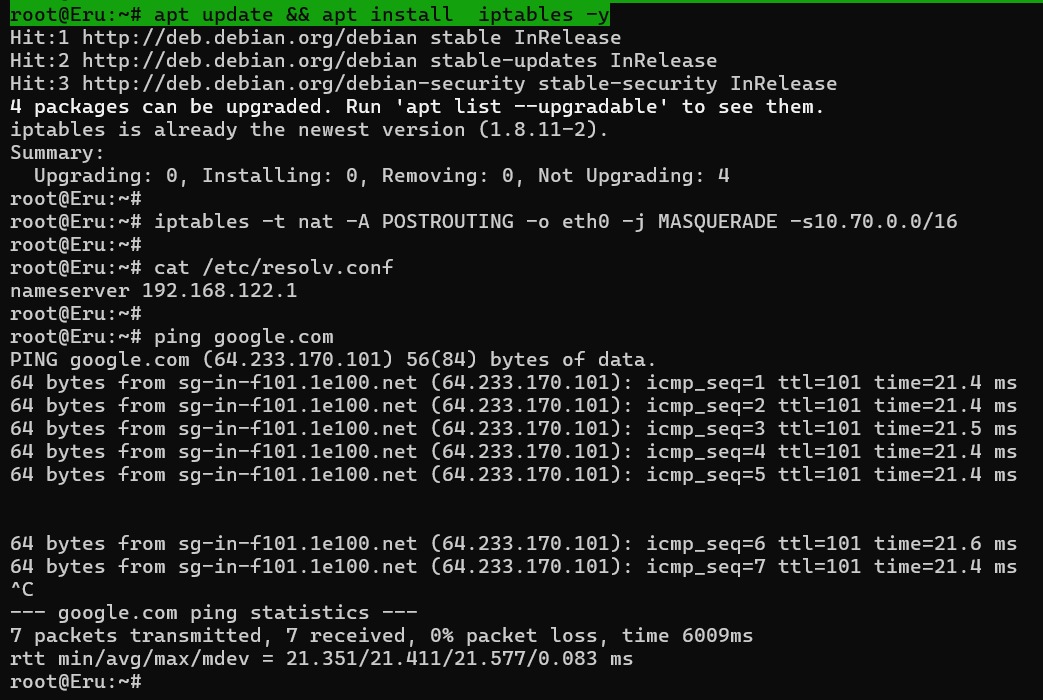 root@Eru:~# apt update && apt install  iptables -y
Hit:1 http://deb.debian.org/debian stable InRelease
Hit:2 http://deb.debian.org/debian stable-updates InRelease
Hit:3 http://deb.debian.org/debian-security stable-security InRelease
4 packages can be upgraded. Run 'apt list --upgradable' to see them.
iptables is already the newest version (1.8.11-2).
Summary:
  Upgrading: 0, Installing: 0, Removing: 0, Not Upgrading: 4
root@Eru:~#
root@Eru:~# iptables -t nat -A POSTROUTING -o eth0 -j MASQUERADE -s10.70.0.0/16
root@Eru:~#
root@Eru:~# cat /etc/resolv.conf
nameserver 192.168.122.1
root@Eru:~#
root@Eru:~# ping google.com
PING google.com (64.233.170.101) 56(84) bytes of data.
64 bytes from sg-in-f101.1e100.net (64.233.170.101): icmp_seq=1 ttl=101 time=21.4 ms
64 bytes from sg-in-f101.1e100.net (64.233.170.101): icmp_seq=2 ttl=101 time=21.4 ms
64 bytes from sg-in-f101.1e100.net (64.233.170.101): icmp_seq=3 ttl=101 time=21.5 ms
64 bytes from sg-in-f101.1e100.net (64.233.170.101): icmp_seq=4 ttl=101 time=21.4 ms
64 bytes from sg-in-f101.1e100.net (64.233.170.101): icmp_seq=5 ttl=101 time=21.4 ms
64 bytes from sg-in-f101.1e100.net (64.233.170.101): icmp_seq=6 ttl=101 time=21.6 ms
64 bytes from sg-in-f101.1e100.net (64.233.170.101): icmp_seq=7 ttl=101 time=21.4 ms
^C
--- google.com ping statistics ---
7 packets transmitted, 7 received, 0% packet loss, time 6009ms
rtt min/avg/max/mdev = 21.351/21.411/21.577/0.083 ms
root@Eru:~#